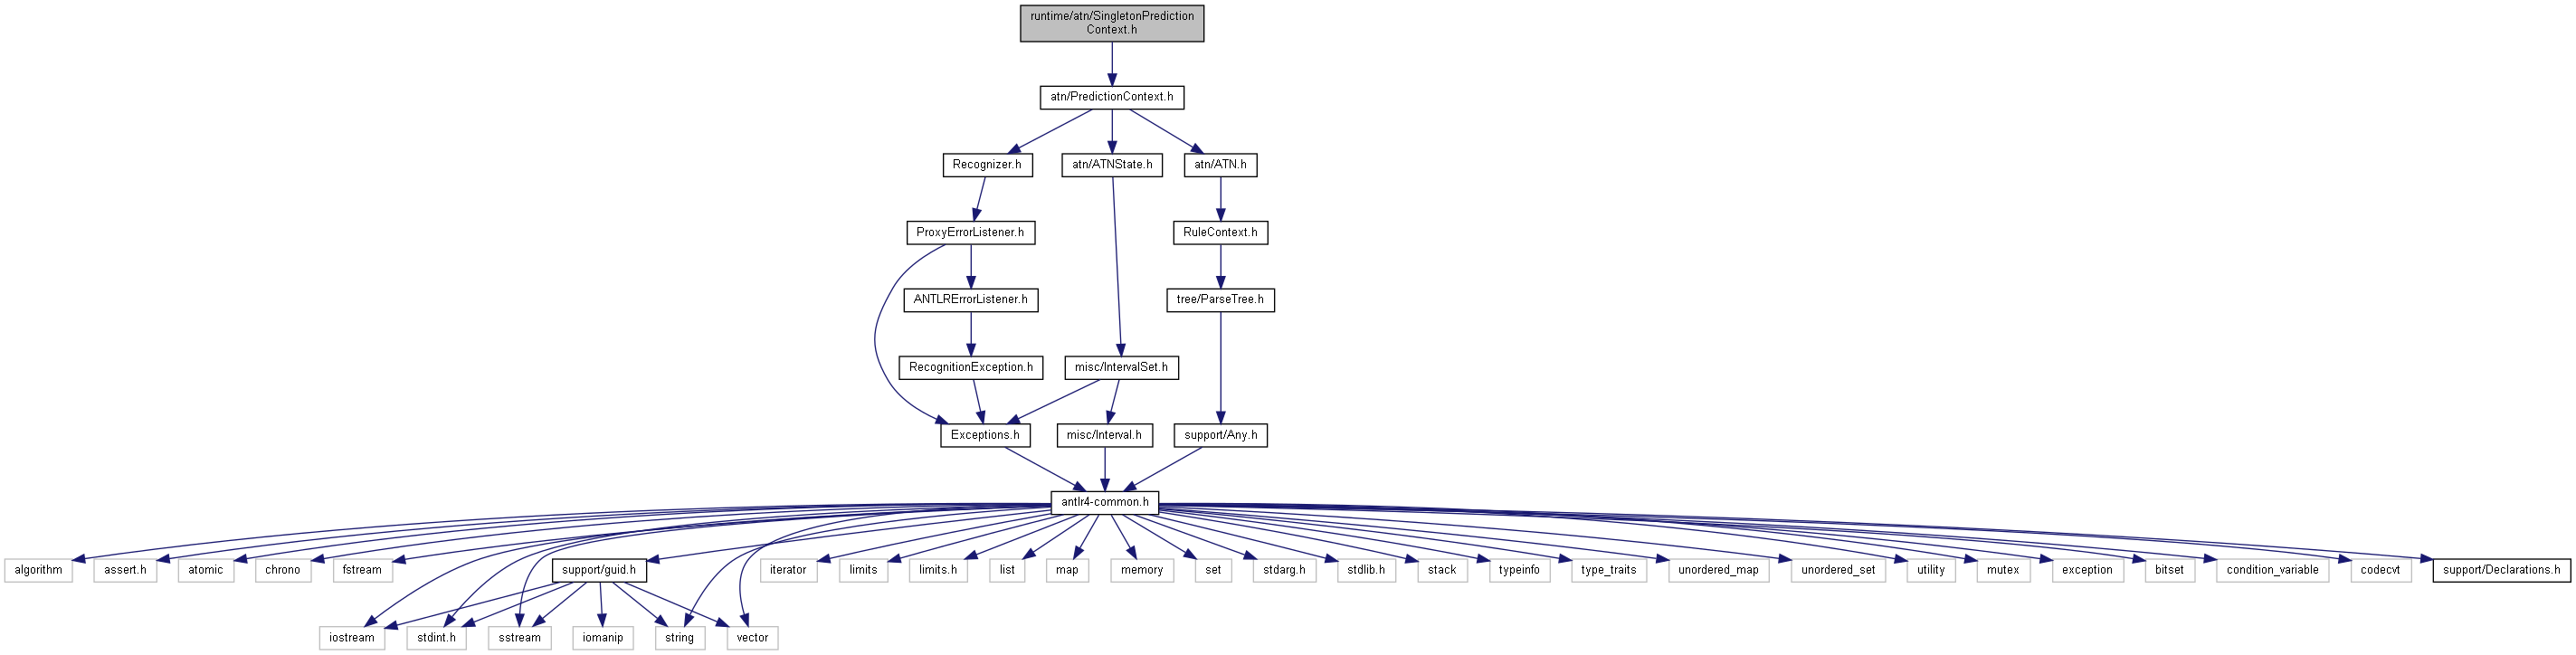 runtime/atn/SingletonPrediction
Context.h
atn/PredictionContext.h
Recognizer.h
atn/ATNState.h
atn/ATN.h
ProxyErrorListener.h
RuleContext.h
ANTLRErrorListener.h
tree/ParseTree.h
RecognitionException.h
misc/IntervalSet.h
Exceptions.h
misc/Interval.h
support/Any.h
antlr4-common.h
algorithm
assert.h
atomic
chrono
fstream
support/guid.h
iterator
limits
limits.h
list
map
memory
set
stdarg.h
stdlib.h
stack
typeinfo
type_traits
unordered_map
unordered_set
utility
mutex
exception
bitset
condition_variable
codecvt
support/Declarations.h
iostream
stdint.h
sstream
iomanip
string
vector